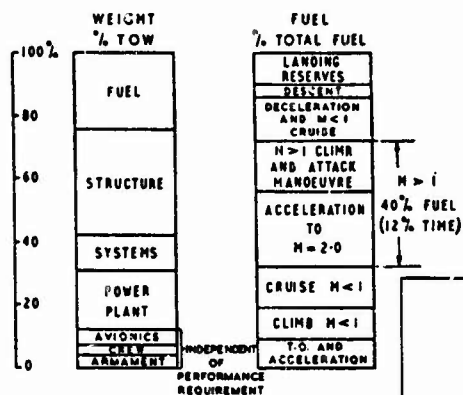 WEIGHT
% TOW
FUEL
% TOTAL FUEL
100%
80
60
40
20
0
FUEL
STRUCTURE
SYSTEMS
POWER
PLANT
AVIONICS
CREW
ARMAMENT
INDEPENDENT
OF
PERFORMANCE
REQUIREMENT
LANDING
RESERVES
DESCENT
DECELERATION
AND M<1
CRUISE
M>1 CLIMB
AND ATTACK
MANOEUVRE
ACCELERATION
TO
M=2·0
CRUISE M<1
CLIMB M<1
T.O. AND
ACCELERATION
M>1
40% FUEL
(12% TIME)